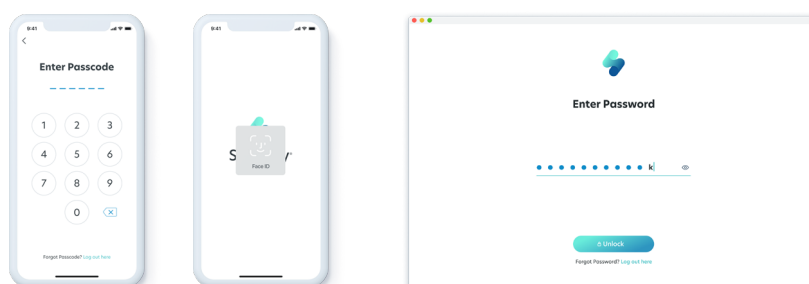 9:41
Enter Passcode
1 2 3
4 5 6
7 8 9
0
Forgot Passcode? Log out here
9:41
Face ID
Enter Password
k
Unlock
Forgot Password? Log out here